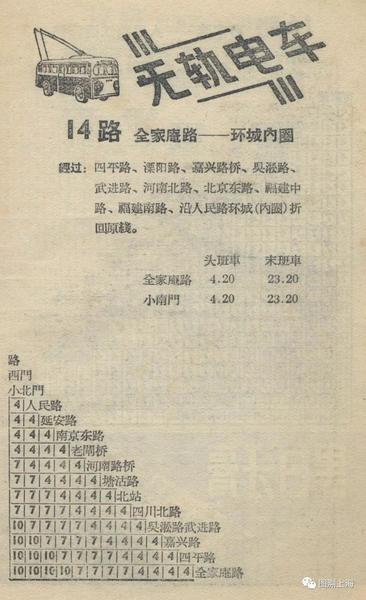 无轨电车
14路 全家庵路——环城內圈
經过：四平路、溧阳路、嘉兴路桥、吳淞路、
武进路、河南北路、北京东路、福建中
路、福建南路、沿人民路环城(內圈)折
回原綫。
头班車 末班車
全家庵路 4.20 23.20
小南門 4.20 23.20
路
西門
小北門
4 人民路
4 4 延安路
4 4 4 南京东路
4 4 4 4 老閘桥
7 4 4 4 4 河南路桥
7 7 4 4 4 4 塘沽路
7 7 7 4 4 4 4 北站
7 7 7 7 4 4 4 4 四川北路
10 7 7 7 7 4 4 4 4 吳淞路武进路
10 10 7 7 7 7 4 4 4 4 嘉兴路
10 10 10 7 7 7 7 4 4 4 4 四平路
10 10 10 10 7 7 7 7 4 4 4 4 全家庵路
图溯上海